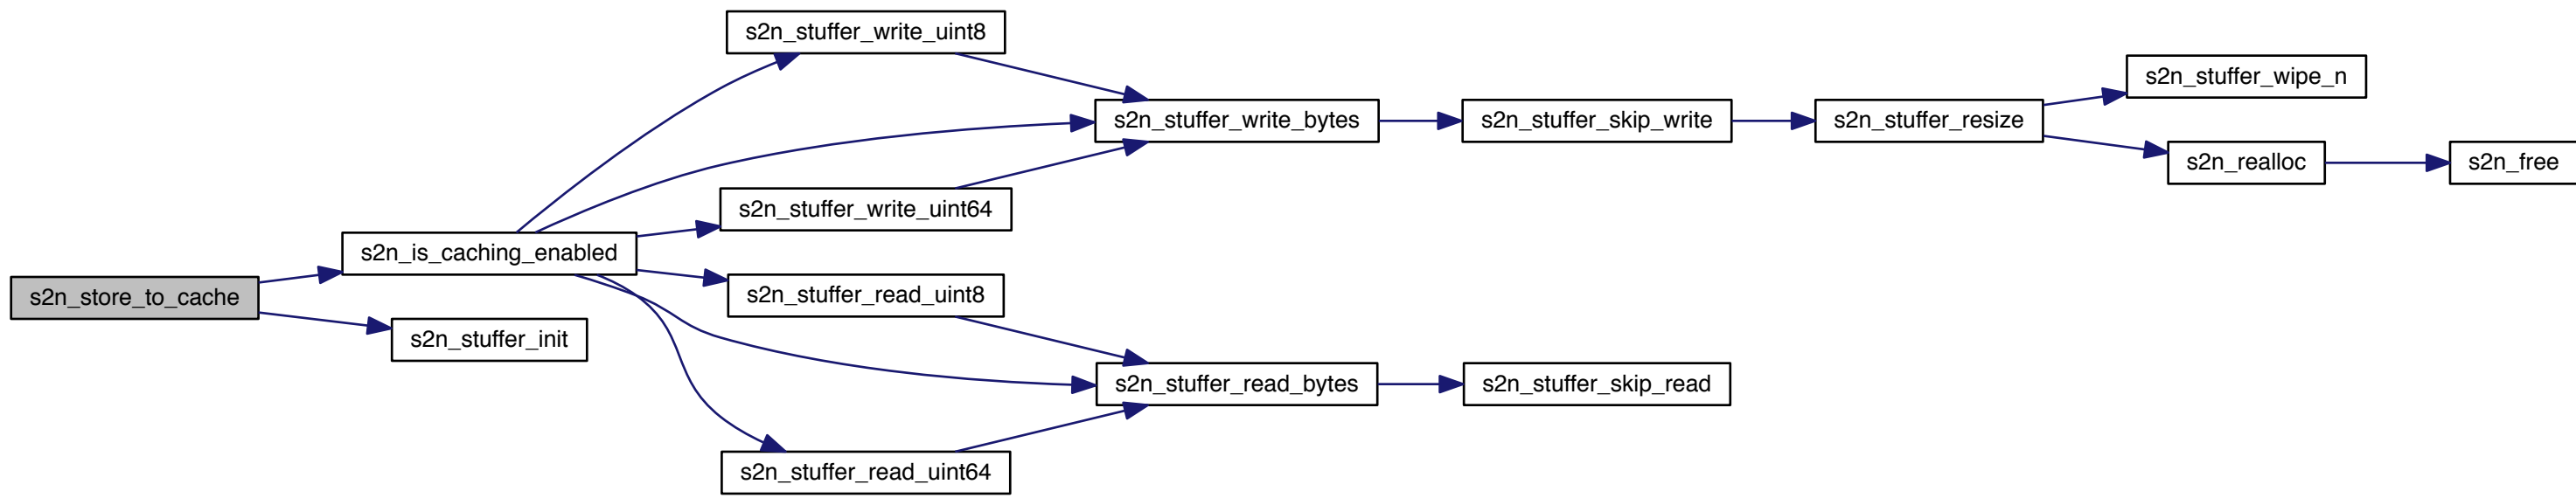 s2n_stuffer_write_uint8
s2n_stuffer_wipe_n
s2n_stuffer_write_bytes
s2n_stuffer_skip_write
s2n_stuffer_resize
s2n_realloc
s2n_free
s2n_stuffer_write_uint64
s2n_is_caching_enabled
s2n_store_to_cache
s2n_stuffer_read_uint8
s2n_stuffer_init
s2n_stuffer_read_bytes
s2n_stuffer_skip_read
s2n_stuffer_read_uint64